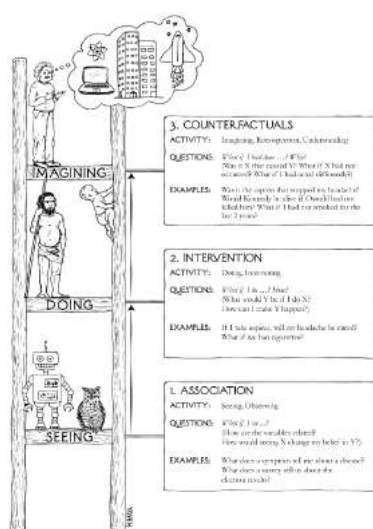 3. COUNTERFACTUALS
ACTIVITY: Imagining, Retrospection, Understanding
QUESTIONS: What if I had done …? Why?
(Was it X that caused Y? What if X had not
occurred? What if I had acted differently?)
EXAMPLES: Was it the aspirin that stopped my headache?
Would Kennedy be alive if Oswald had not
killed him? What if I had not smoked for the
last 2 years?
IMAGINING
2. INTERVENTION
ACTIVITY: Doing, Intervening
QUESTIONS: What if I do …? How?
(What would Y be if I do X?
How can I make Y happen?)
EXAMPLES: If I take aspirin, will my headache be cured?
What if we ban cigarettes?
DOING
1. ASSOCIATION
ACTIVITY: Seeing, Observing
QUESTIONS: What if I see …?
(How are the variables related?
How would seeing X change my belief in Y?)
EXAMPLES: What does a symptom tell me about a disease?
What does a survey tell us about the
election results?
SEEING